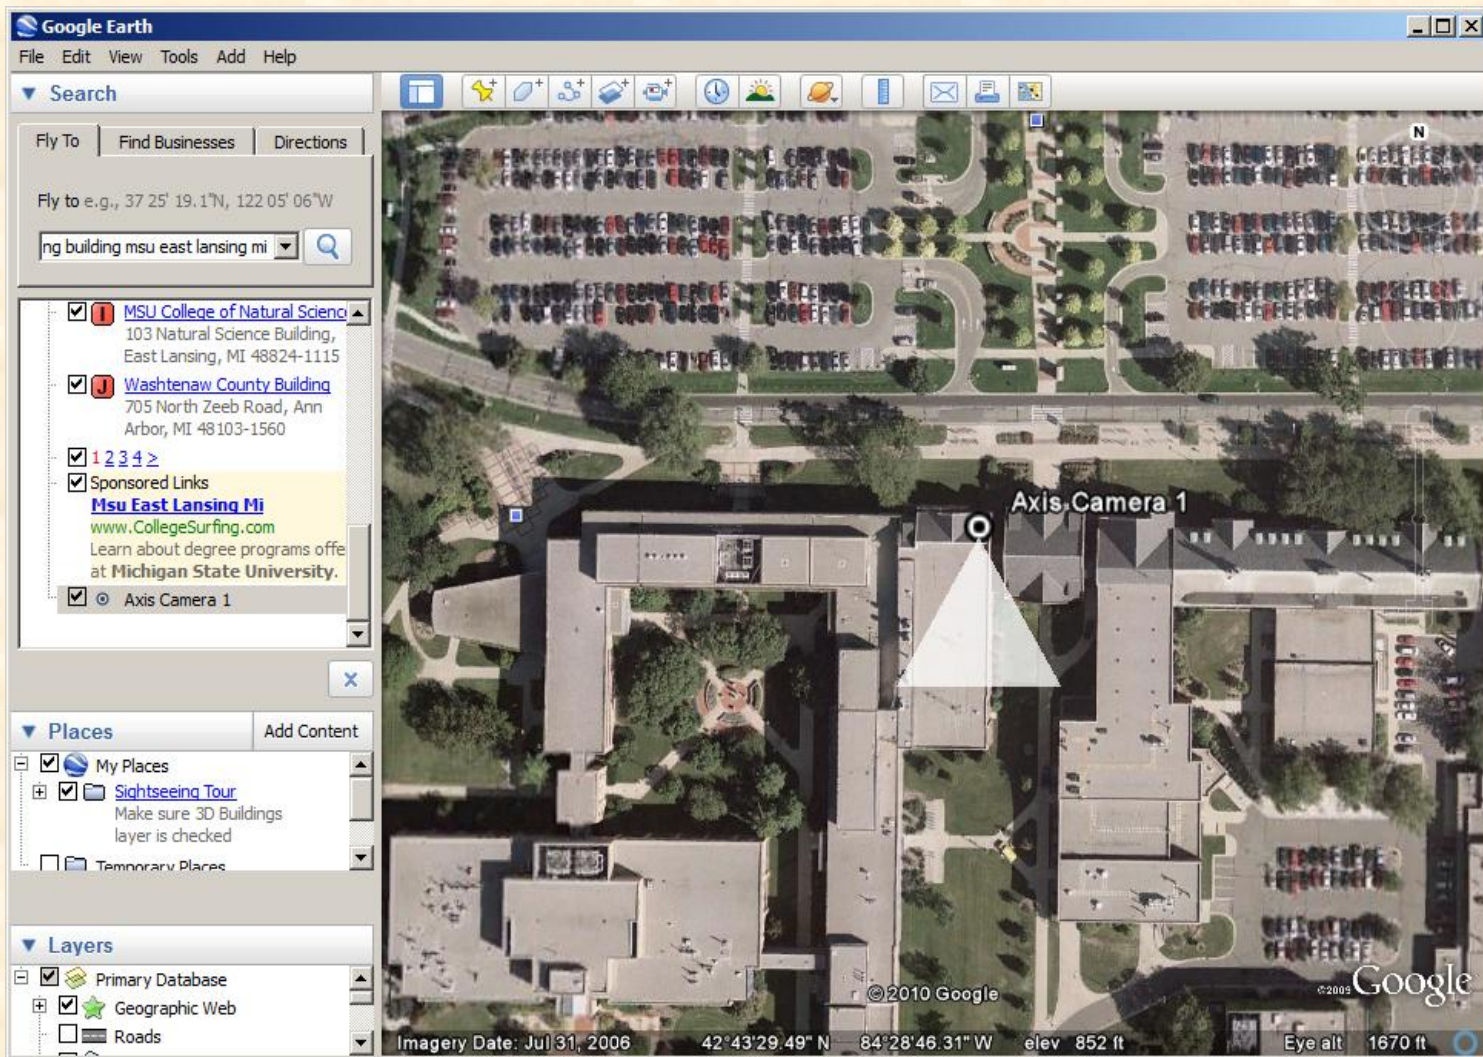 Google Earth
File Edit View Tools Add Help
Search
Fly To Find Businesses Directions
Fly to e.g., 37 25' 19.1"N, 122 05' 06"W
ng building msu east lansing mi
I MSU College of Natural Scienc
103 Natural Science Building,
East Lansing, MI 48824-1115
J Washtenaw County Building
705 North Zeeb Road, Ann
Arbor, MI 48103-1560
1 2 3 4 >
Sponsored Links
Msu East Lansing Mi
www.CollegeSurfing.com
Learn about degree programs offe
at Michigan State University.
Axis Camera 1
Places Add Content
My Places
Sightseeing Tour
Make sure 3D Buildings
layer is checked
Temporary Places
Layers
Primary Database
Geographic Web
Roads
N
Axis Camera 1
© 2010 Google
©2009 Google
Imagery Date: Jul 31, 2006 42°43'29.49" N 84°28'46.31" W elev 852 ft Eye alt 1670 ft